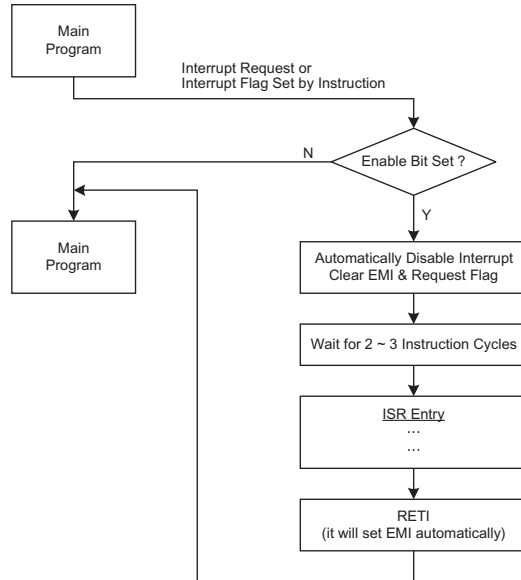 Main
Program
Interrupt Request or
Interrupt Flag Set by Instruction
Enable Bit Set ?
N
Y
Main
Program
Automatically Disable Interrupt
Clear EMI & Request Flag
Wait for 2 ~ 3 Instruction Cycles
ISR Entry
…
…
RETI
(it will set EMI automatically)